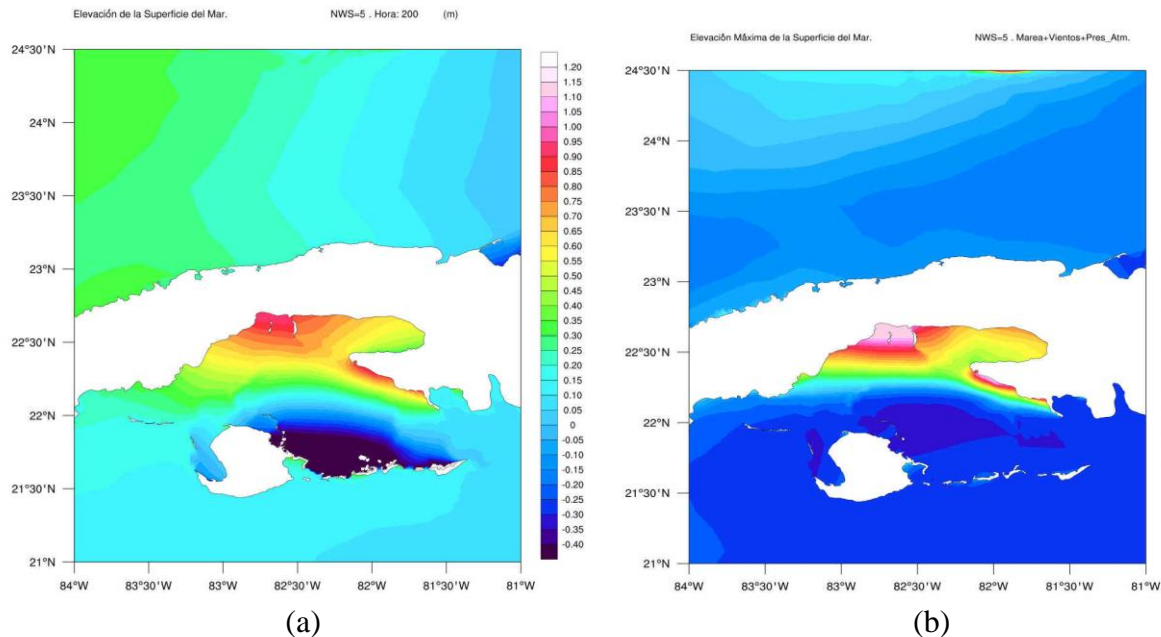 Elevación de la Superficie del Mar. NWS=5 . Hora: 200 (m)
24°30'N
24°N
23°30'N
23°N
22°30'N
22°N
21°30'N
21°N
84°W 83°30'W 83°W 82°30'W 82°W 81°30'W 81°W
1.20
1.15
1.10
1.05
1.00
0.95
0.90
0.85
0.80
0.75
0.70
0.65
0.60
0.55
0.50
0.45
0.40
0.35
0.30
0.25
0.20
0.15
0.10
0.05
0
-0.05
-0.10
-0.15
-0.20
-0.25
-0.30
-0.35
-0.40
(a)
Elevación Máxima de la Superficie del Mar. NWS=5 . Marea+Vientos+Pres_Atm.
24°30'N
24°N
23°30'N
23°N
22°30'N
22°N
21°30'N
21°N
84°W 83°30'W 83°W 82°30'W 82°W 81°30'W 81°W
(b)